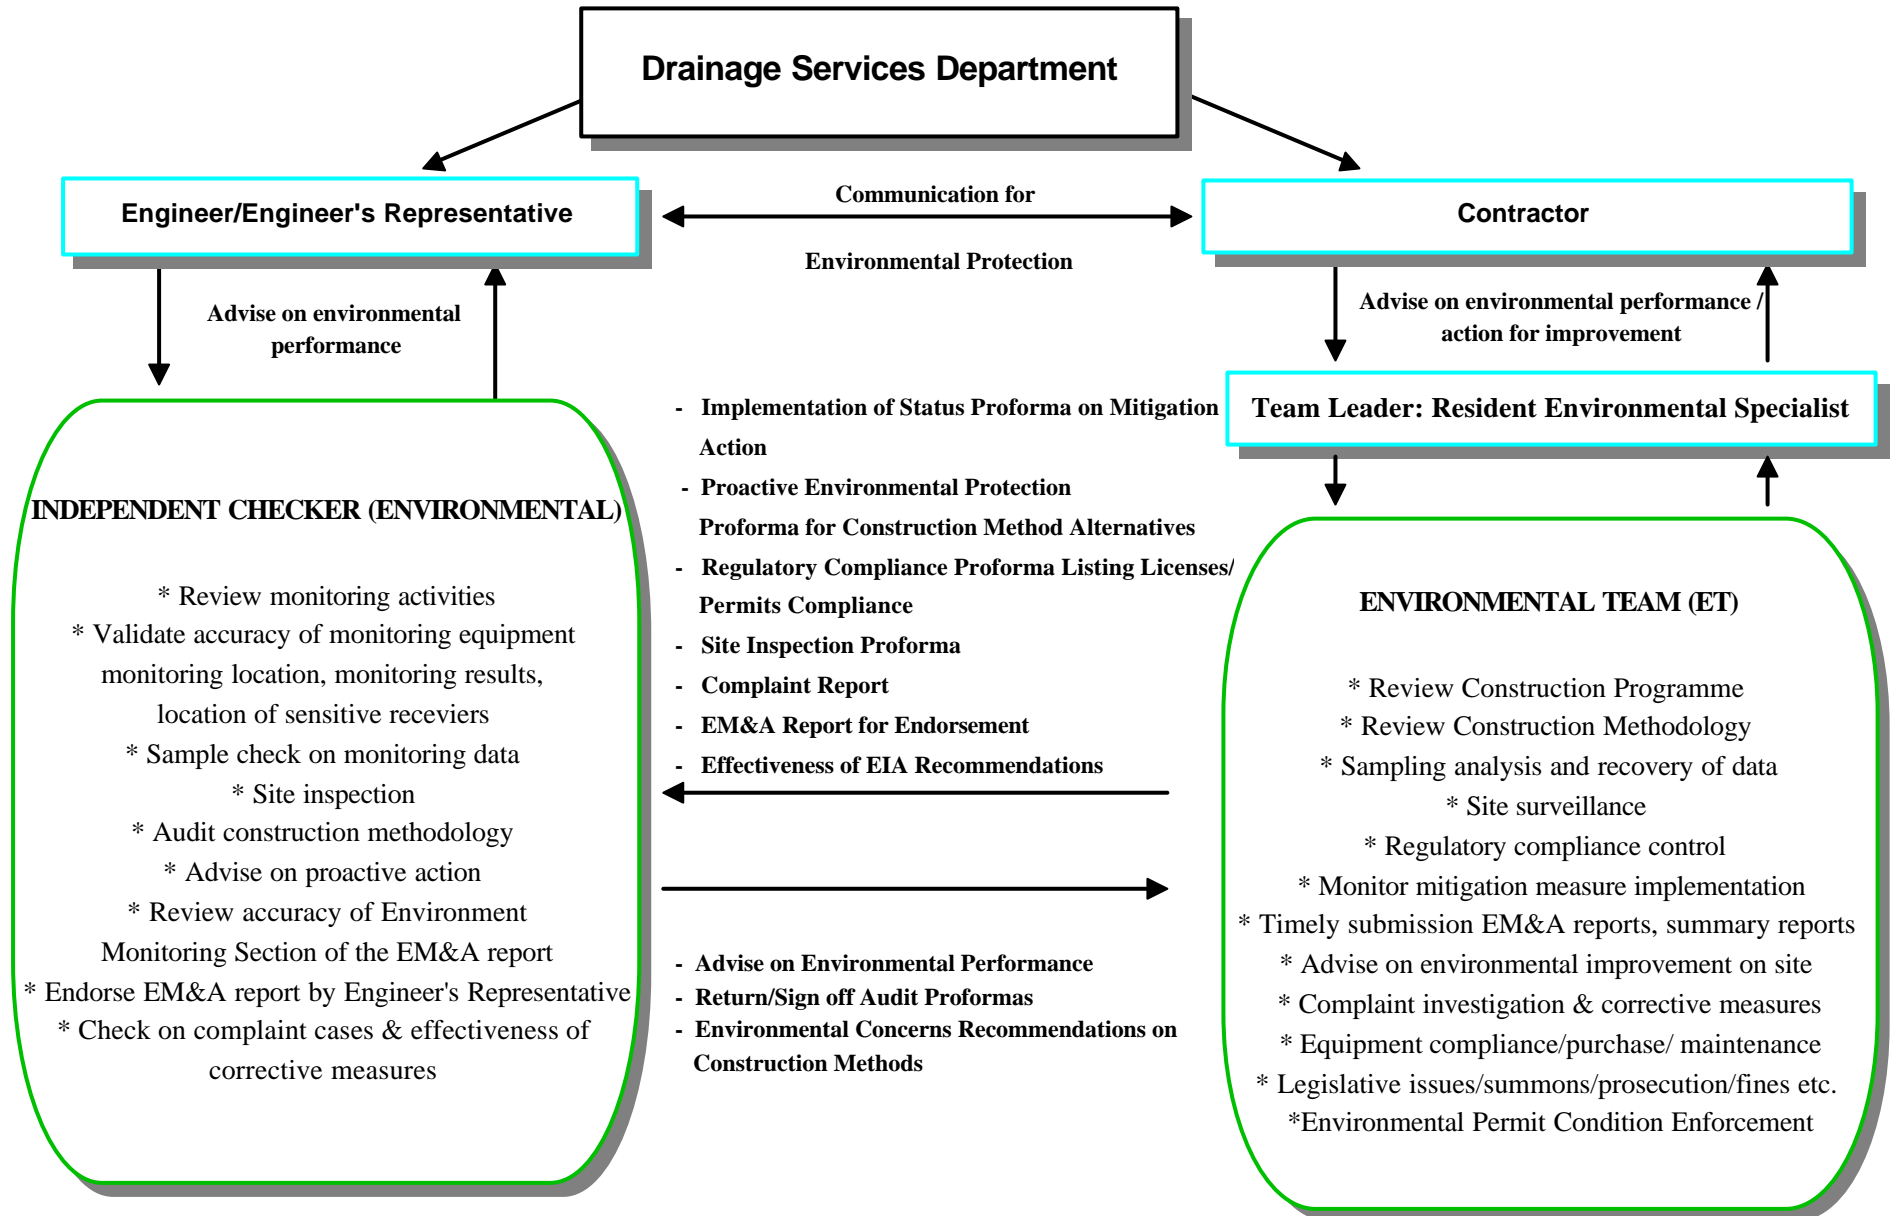 Drainage Services Department
Engineer/Engineer's Representative
Communication for
Environmental Protection
Contractor
Advise on environmental
performance
Advise on environmental performance /
action for improvement
Team Leader: Resident Environmental Specialist
INDEPENDENT CHECKER (ENVIRONMENTAL)
* Review monitoring activities
* Validate accuracy of monitoring equipment
monitoring location, monitoring results,
location of sensitive receviers
* Sample check on monitoring data
* Site inspection
* Audit construction methodology
* Advise on proactive action
* Review accuracy of Environment
Monitoring Section of the EM&A report
* Endorse EM&A report by Engineer's Representative
* Check on complaint cases & effectiveness of
corrective measures
- Implementation of Status Proforma on Mitigation
Action
- Proactive Environmental Protection
Proforma for Construction Method Alternatives
- Regulatory Compliance Proforma Listing Licenses/
Permits Compliance
- Site Inspection Proforma
- Complaint Report
- EM&A Report for Endorsement
- Effectiveness of EIA Recommendations
- Advise on Environmental Performance
- Return/Sign off Audit Proformas
- Environmental Concerns Recommendations on
Construction Methods
ENVIRONMENTAL TEAM (ET)
* Review Construction Programme
* Review Construction Methodology
* Sampling analysis and recovery of data
* Site surveillance
* Regulatory compliance control
* Monitor mitigation measure implementation
* Timely submission EM&A reports, summary reports
* Advise on environmental improvement on site
* Complaint investigation & corrective measures
* Equipment compliance/purchase/ maintenance
* Legislative issues/summons/prosecution/fines etc.
*Environmental Permit Condition Enforcement